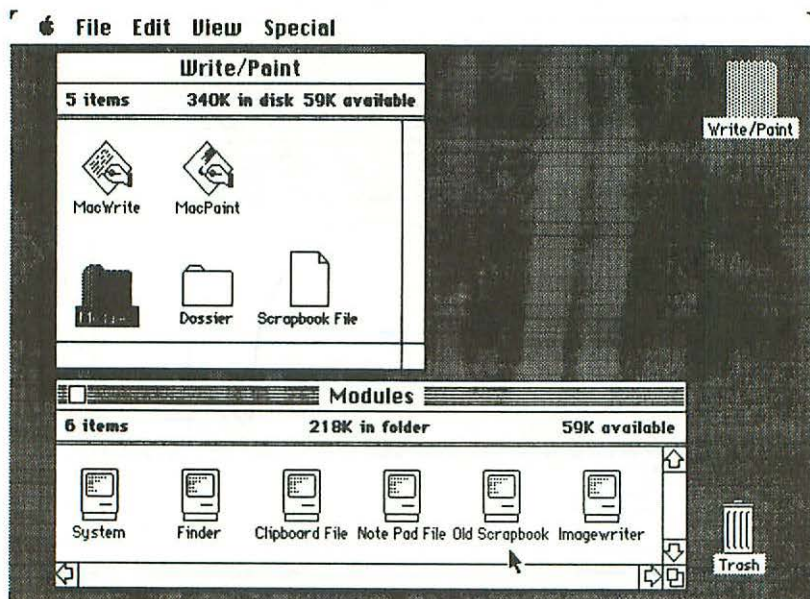 File Edit View Special
Write/Paint
5 items 340K in disk 59K available
Write/Paint
MacWrite MacPaint
Dossier Scrapbook File
Modules
6 items 218K in folder 59K available
System Finder Clipboard File Note Pad File Old Scrapbook Imagewriter
Trash